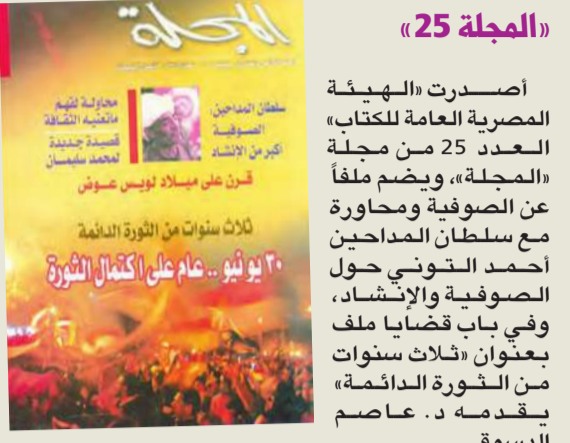 «المجلة 25»
أصدرت «الهيئة
المصرية العامة للكتاب»
العدد 25 من مجلة
«المجلة»، ويضم ملفاً
عن الصوفية ومحاورة
مع سلطان المداحين
أحمد التوني حول
الصوفية والإنشاد،
وفي باب قضايا ملف
بعنوان «ثلاث سنوات
من الثورة الدائمة»
يقدمه د. عاصم
المجلة
سلطان المداحين:
الصوفية
أكبر من الإنشاد
محاولة لفهم
ماتعنيه الثقافة
قصيدة جديدة
لمحمد سليمان
قرن على ميلاد لويس عوض
ثلاث سنوات من الثورة الدائمة
٣٠ يونيو .. عام على اكتمال الثورة